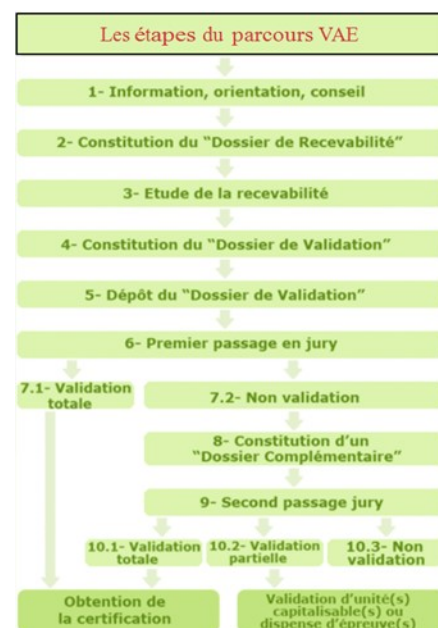 Les étapes du parcours VAE
1- Information, orientation, conseil
2- Constitution du “Dossier de Recevabilité”
3- Etude de la recevabilité
4- Constitution du “Dossier de Validation”
5- Dépôt du “Dossier de Validation”
6- Premier passage en jury
7.1- Validation
totale
7.2- Non validation
8- Constitution d’un
“Dossier Complémentaire”
9- Second passage jury
10.1- Validation
totale
10.2- Validation
partielle
10.3- Non
validation
Obtention de
la certification
Validation d’unité(s)
capitalisable(s) ou
dispense d’épreuve(s)